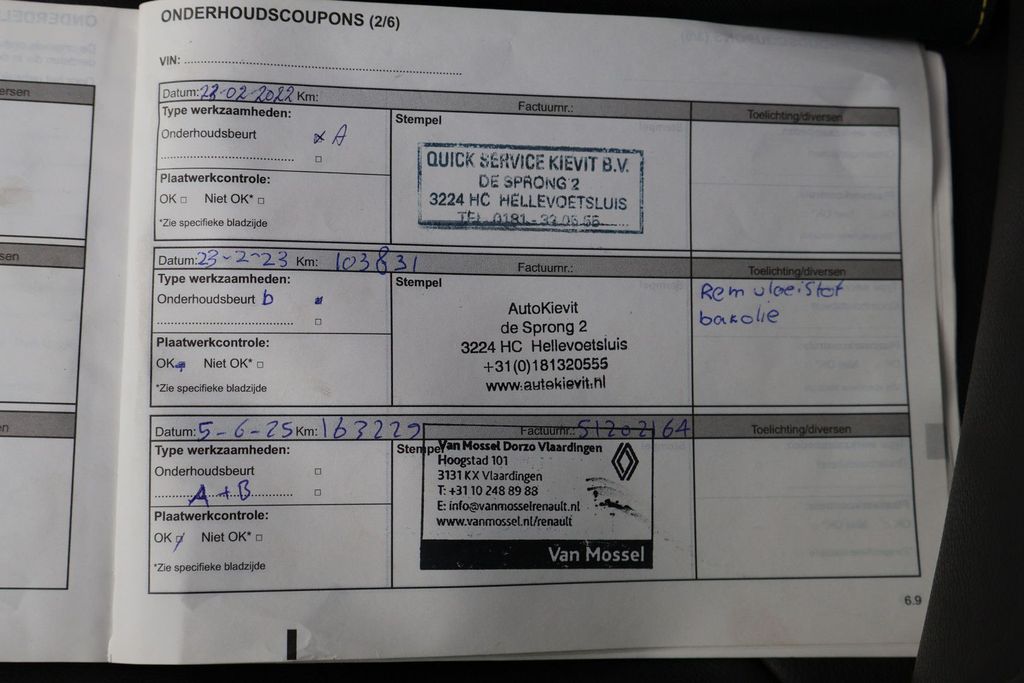 ONDERHOUDSCOUPONS (2/6)
VIN:
Datum: 23-02-2022 Km: Factuurnr.: Toelichting/diversen
Type werkzaamheden:
Stempel
Onderhoudsbeurt x A
Plaatwerkcontrole:
OK □ Niet OK* □
*Zie specifieke bladzijde
QUICK SERVICE KIEVIT B.V.
DE SPRONG 2
3224 HC HELLEVOETSLUIS
TEL. 0181-
Datum: 23-2-23 Km: 103831 Factuurnr.: Toelichting/diversen
Type werkzaamheden:
Stempel
Onderhoudsbeurt b
Plaatwerkcontrole:
OK Niet OK* □
*Zie specifieke bladzijde
AutoKievit
de Sprong 2
3224 HC Hellevoetsluis
+31(0)181320555
www.autokievit.nl
Rem vloeistof
bakolie
Datum: 5-6-25 Km: 163229 Factuurnr.: 51202164 Toelichting/diversen
Type werkzaamheden:
Stempel
Onderhoudsbeurt □
A+B □
Plaatwerkcontrole:
OK Niet OK* □
*Zie specifieke bladzijde
Van Mossel Dorzo Vlaardingen
Hoogstad 101
3131 KX Vlaardingen
T: +31 10 248 89 88
E: info@vanmosselrenault.nl
www.vanmossel.nl/renault
Van Mossel
6.9